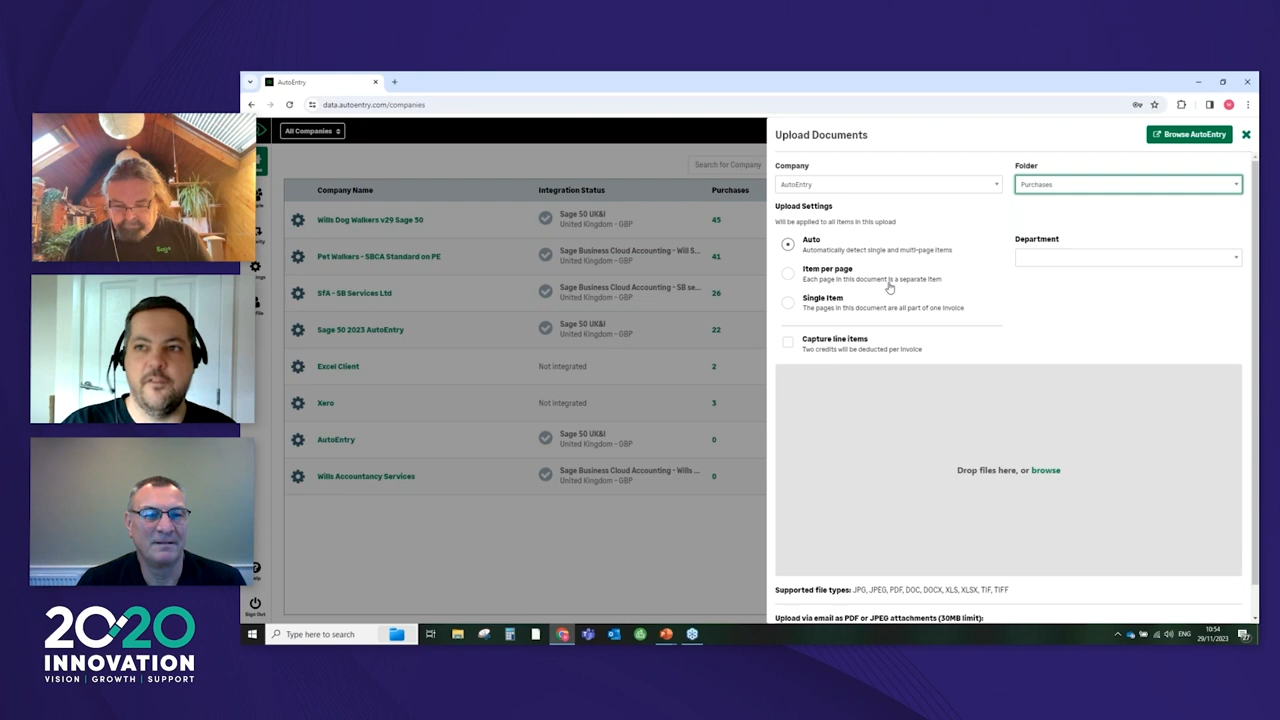 AutoEntry
data.autoentry.com/companies
All Companies
Search for Company
Company Name
Integration Status
Purchases
Wills Dog Walkers v29 Sage 50
Sage 50 UK&I
United Kingdom - GBP
45
Pet Walkers - SBCA Standard on PE
Sage Business Cloud Accounting - Will S...
United Kingdom - GBP
41
SfA - SB Services Ltd
Sage Business Cloud Accounting - SB se...
United Kingdom - GBP
26
Sage 50 2023 AutoEntry
Sage 50 UK&I
United Kingdom - GBP
22
Excel Client
Not integrated
2
Xero
Not integrated
3
AutoEntry
Sage 50 UK&I
United Kingdom - GBP
0
Wills Accountancy Services
Sage Business Cloud Accounting - Wills ...
United Kingdom - GBP
0
Sign Out
Upload Documents
Browse AutoEntry
Company
Folder
AutoEntry
Purchases
Upload Settings
Will be applied to all items in this upload
Auto
Automatically detect single and multi-page items
Department
Item per page
Each page in this document is a separate item
Single Item
The pages in this document are all part of one invoice
Capture line items
Two credits will be deducted per invoice
Drop files here, or browse
Supported file types: JPG, JPEG, PDF, DOC, DOCX, XLS, XLSX, TIF, TIFF
Upload via email as PDF or JPEG attachments (30MB limit):
Type here to search
ENG
10:54
29/11/2023
27
Sage
2020
INNOVATION
VISION | GROWTH | SUPPORT